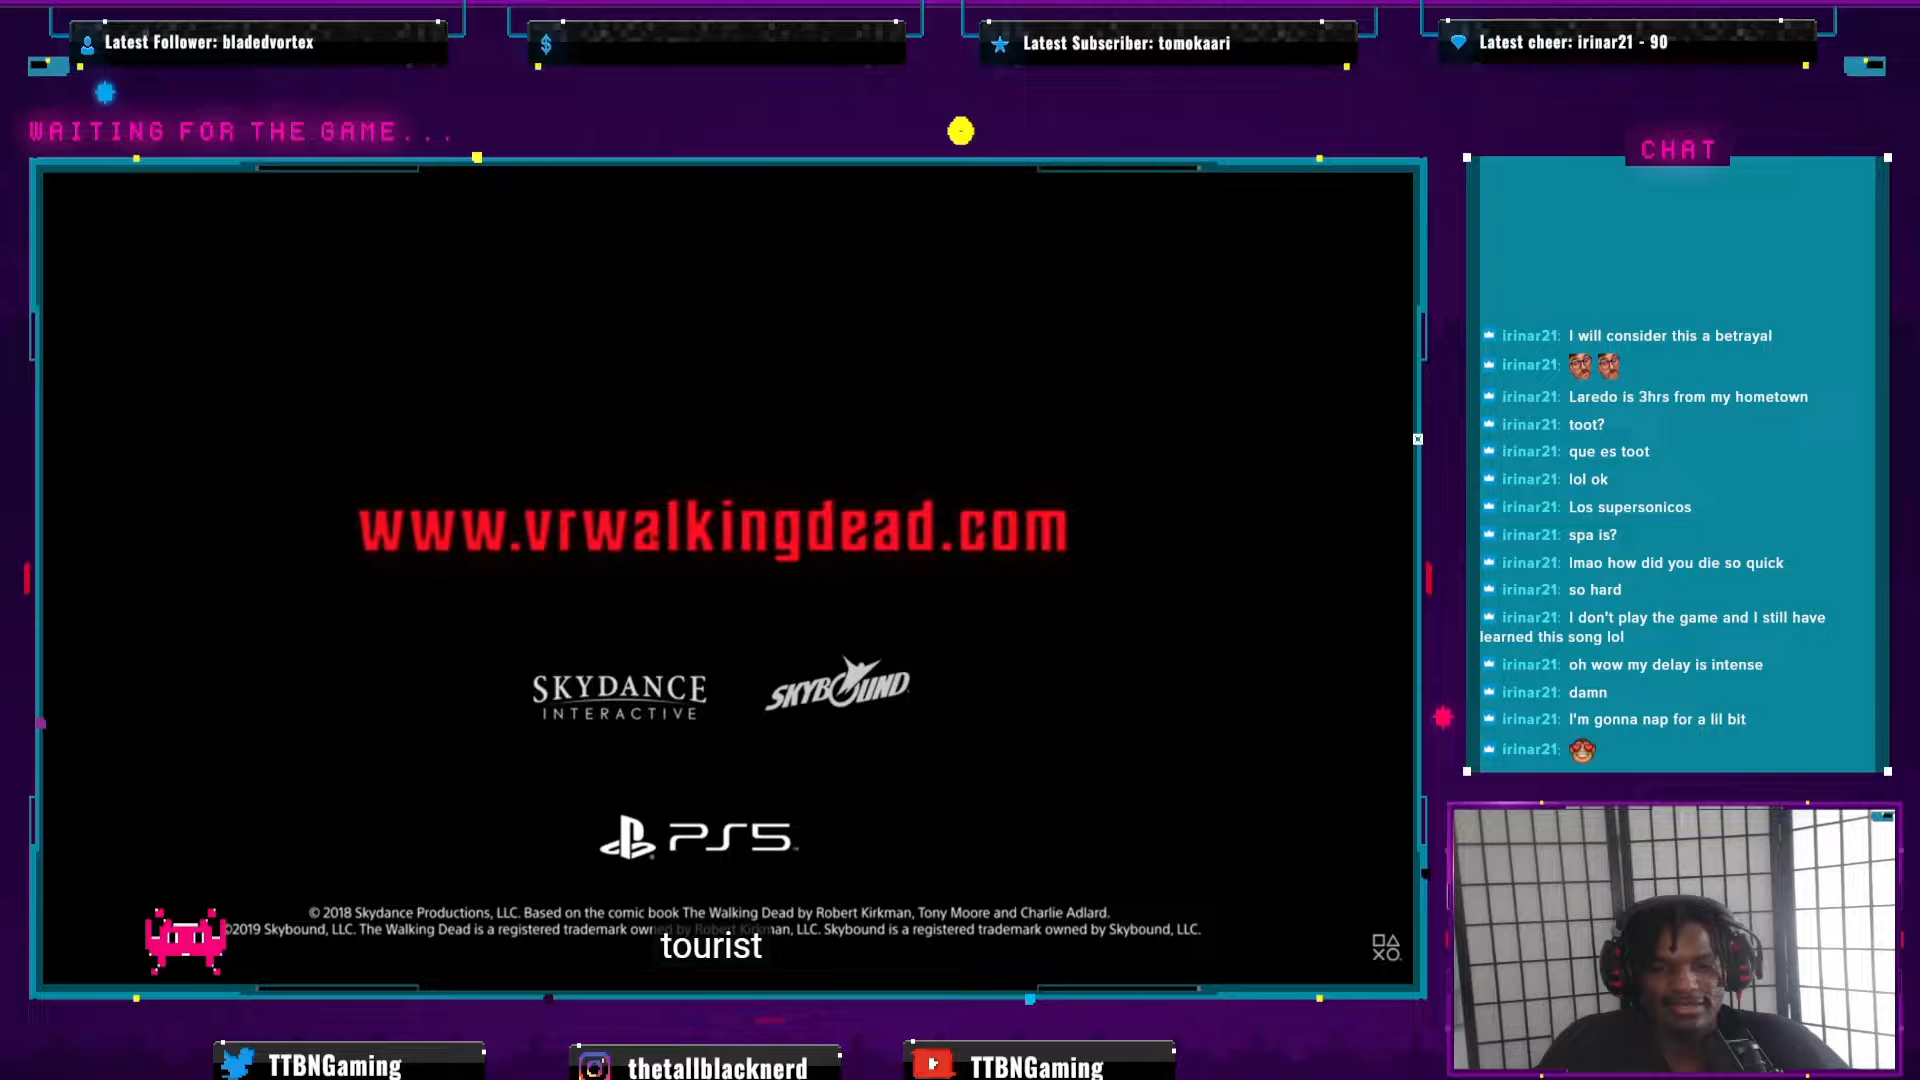 Latest Follower: bladedvortex
$
Latest Subscriber: tomokaari
Latest cheer: irinar21 - 90
WAITING FOR THE GAME...
CHAT
irinar21: I will consider this a betrayal
irinar21:
irinar21: Laredo is 3hrs from my hometown
irinar21: toot?
irinar21: que es toot
irinar21: lol ok
irinar21: Los supersonicos
irinar21: spa is?
irinar21: lmao how did you die so quick
irinar21: so hard
irinar21: I don't play the game and I still have
learned this song lol
irinar21: oh wow my delay is intense
irinar21: damn
irinar21: I'm gonna nap for a lil bit
irinar21:
www.vrwalkingdead.com
SKYDANCE
INTERACTIVE
SKYBOUND
PS5
© 2018 Skydance Productions, LLC. Based on the comic book The Walking Dead by Robert Kirkman, Tony Moore and Charlie Adlard.
©2019 Skybound, LLC. The Walking Dead is a registered trademark owned by Robert Kirkman, LLC. Skybound is a registered trademark owned by Skybound, LLC.
tourist
TTBNGaming
thetallblacknerd
TTBNGaming